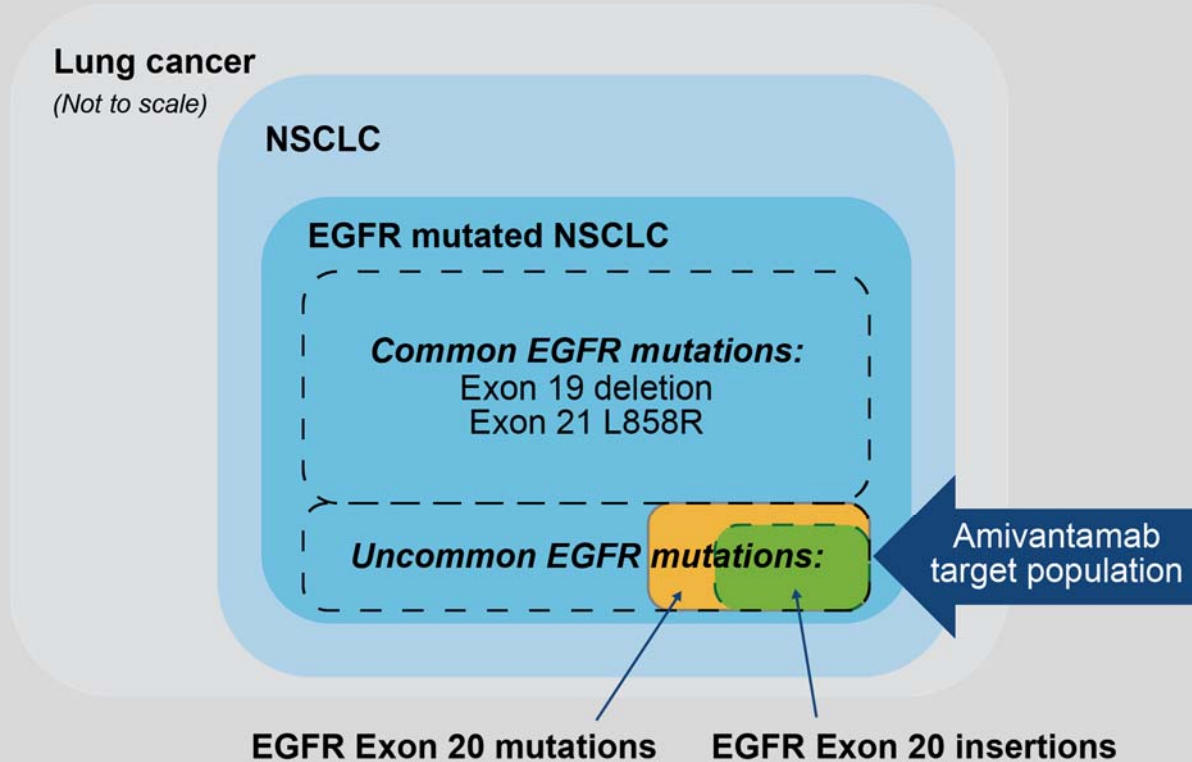 Lung cancer
(Not to scale)
NSCLC
EGFR mutated NSCLC
Common EGFR mutations:
Exon 19 deletion
Exon 21 L858R
Uncommon EGFR mutations:
Amivantamab
target population
EGFR Exon 20 mutations
EGFR Exon 20 insertions